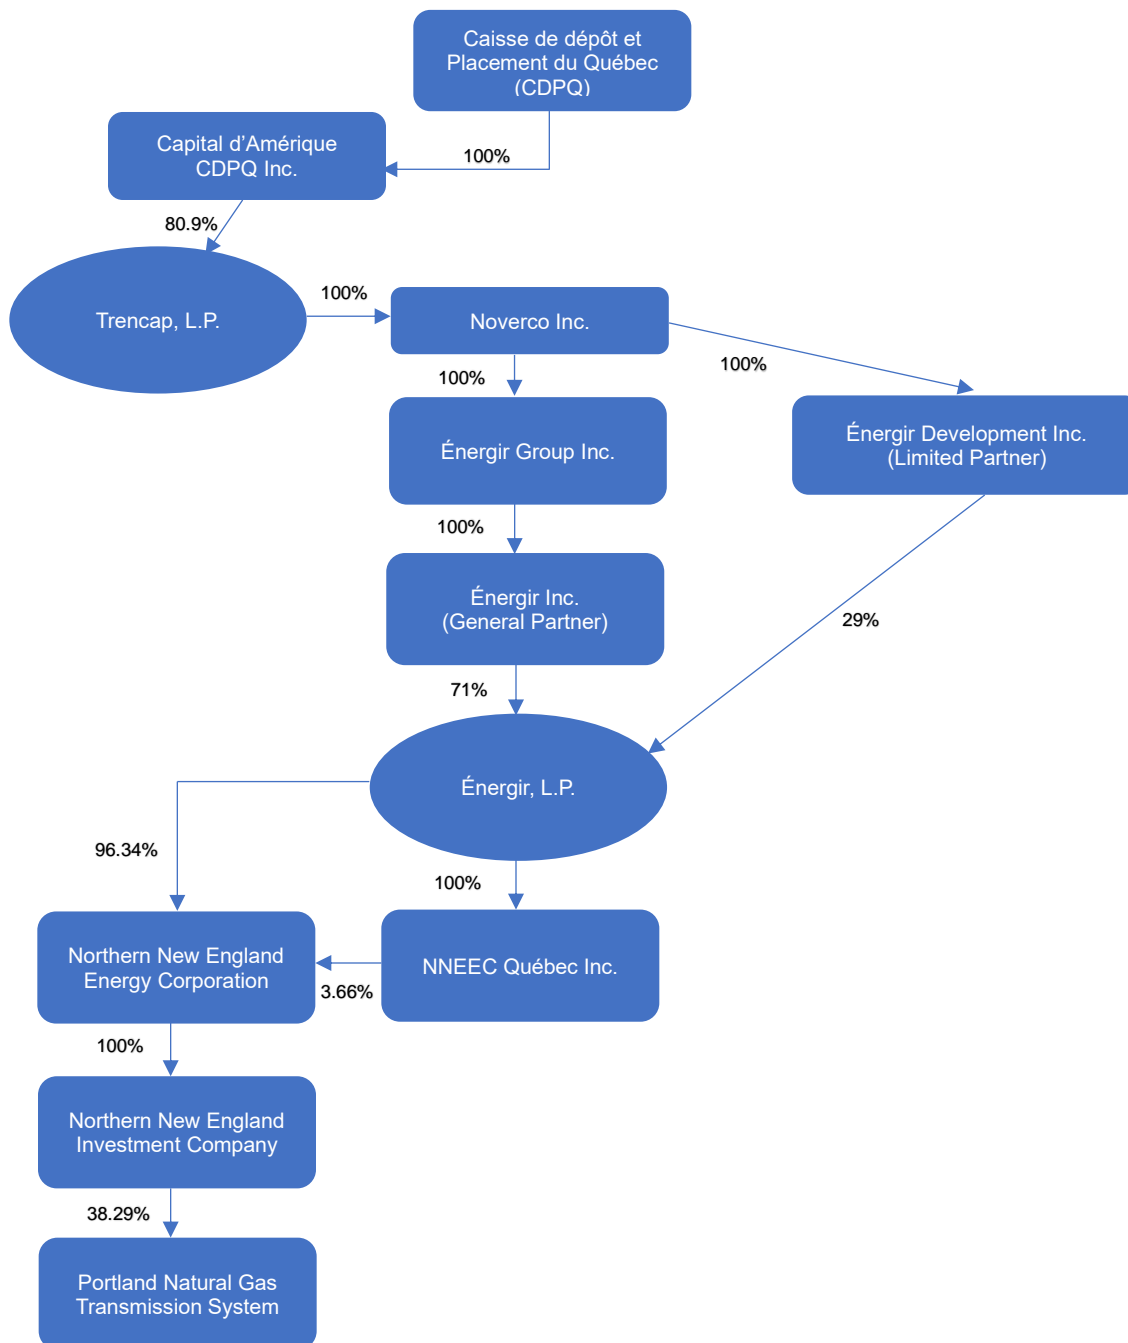 Caisse de dépôt et
Placement du Québec
(CDPQ)
Capital d'Amérique
CDPQ Inc.
100%
80.9%
Trencap, L.P.
100%
Noverco Inc.
100%
100%
Énergir Group Inc.
Énergir Development Inc.
(Limited Partner)
100%
Énergir Inc.
(General Partner)
29%
71%
Énergir, L.P.
96.34%
100%
Northern New England
Energy Corporation
3.66%
NNEEC Québec Inc.
100%
Northern New England
Investment Company
38.29%
Portland Natural Gas
Transmission System